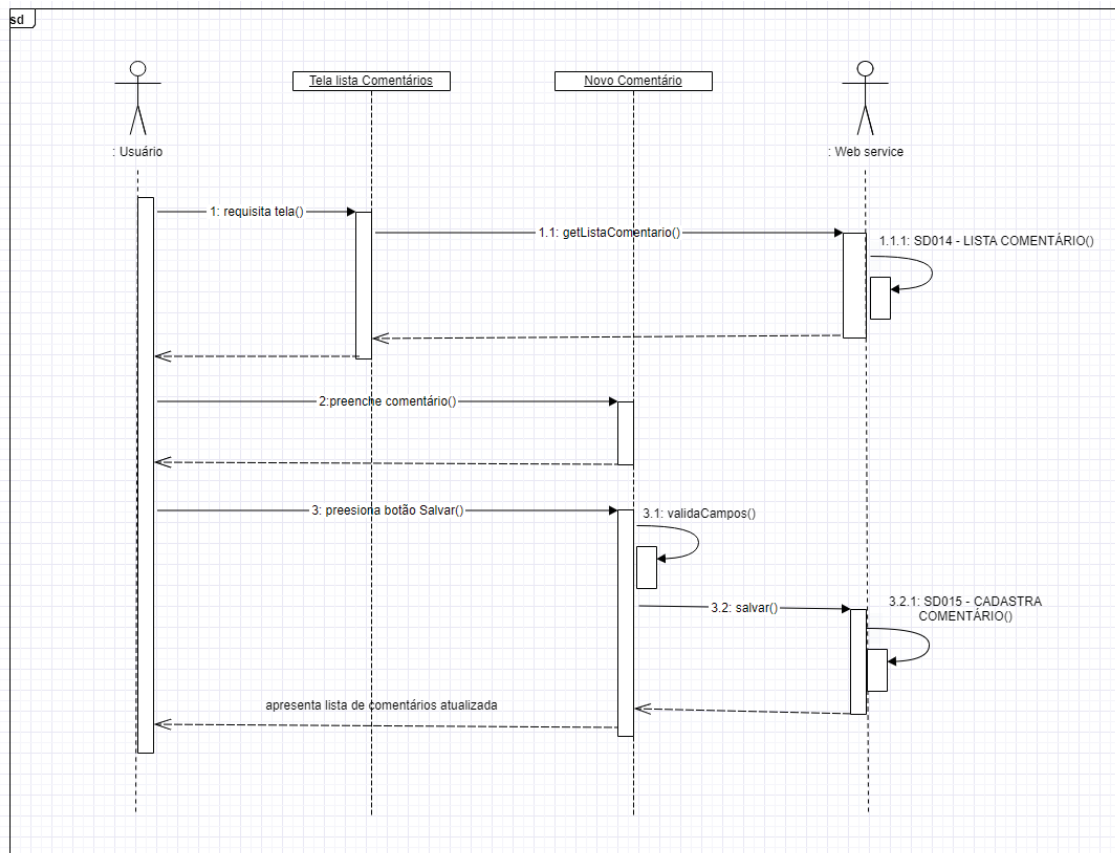 sd
Tela lista Comentários
Novo Comentário
: Usuário
: Web service
1: requisita tela()
1.1: getListaComentario()
1.1.1: SD014 - LISTA COMENTÁRIO()
2:preenche comentário()
3: preesiona botão Salvar()
3.1: validaCampos()
3.2: salvar()
3.2.1: SD015 - CADASTRA
COMENTÁRIO()
apresenta lista de comentários atualizada